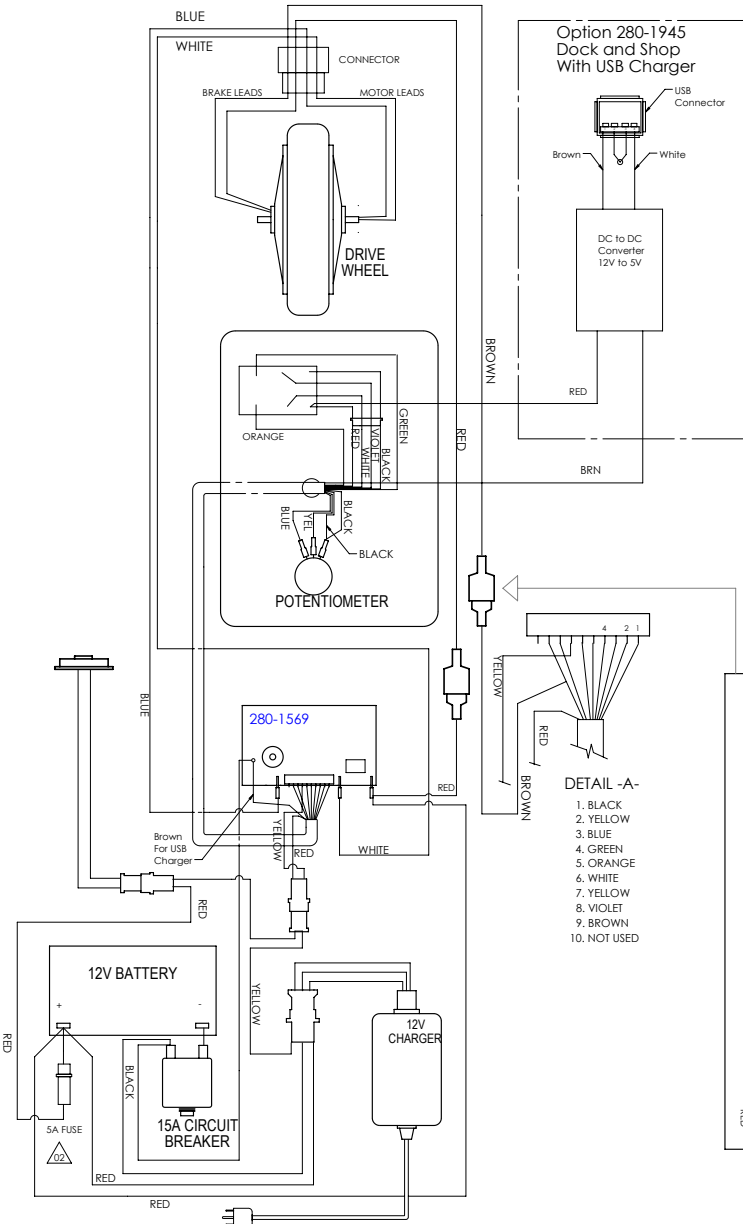 BLUE
WHITE
CONNECTOR
BRAKE LEADS
MOTOR LEADS
DRIVE
WHEEL
Option 280-1945
Dock and Shop
With USB Charger
USB
Connector
Brown
White
DC to DC
Converter
12V to 5V
RED
BRN
BROWN
RED
GREEN
ORANGE
RED
WHITE
VIOLET
BLACK
BLUE
YEL
BLACK
BLACK
POTENTIOMETER
BLUE
280-1569
RED
Brown
For USB
Charger
YELLOW
RED
WHITE
4 2 1
YELLOW
RED
BROWN
DETAIL -A-
1. BLACK
2. YELLOW
3. BLUE
4. GREEN
5. ORANGE
6. WHITE
7. YELLOW
8. VIOLET
9. BROWN
10. NOT USED
RED
12V BATTERY
+ -
YELLOW
12V
CHARGER
RED
BLACK
5A FUSE
02
15A CIRCUIT
BREAKER
RED
RED
RED